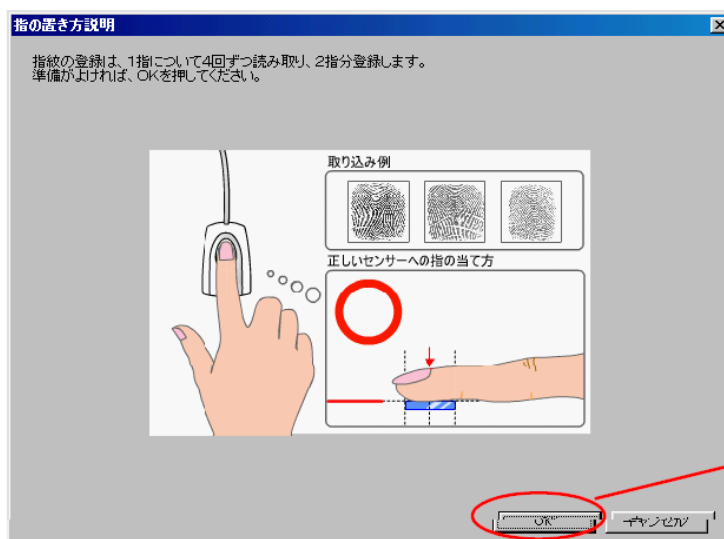 指の置き方説明
指紋の登録は、1指について4回ずつ読み取り、2指分登録します。
準備がよければ、OKを押してください。
取り込み例
正しいセンサーへの指の当て方
OK
キャンセル